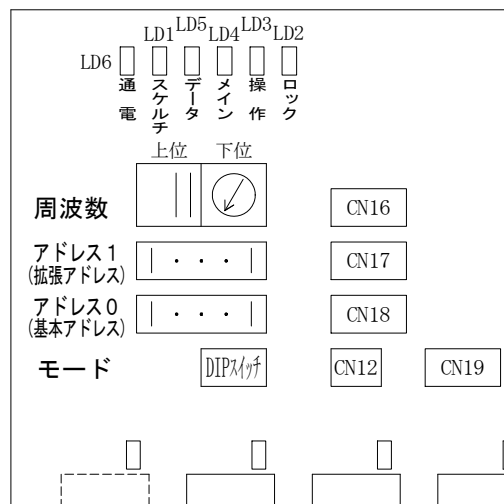 LD1 LD5 LD4 LD3 LD2
LD6
通電 スケルチ データ メイン 操作 ロック
上位 下位
周波数 CN16
アドレス1 CN17
(拡張アドレス)
アドレス0 CN18
(基本アドレス)
モード DIPスイッチ CN12 CN19